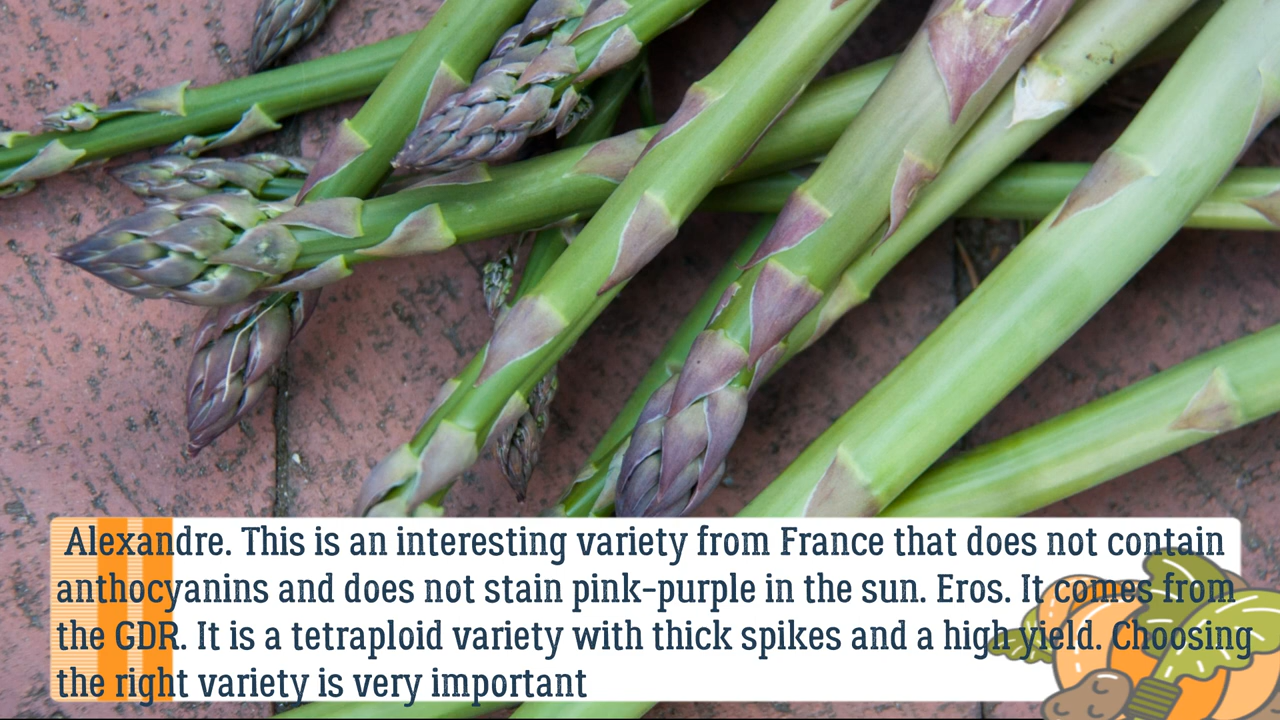 Alexandre. This is an interesting variety from France that does not contain
anthocyanins and does not stain pink-purple in the sun. Eros. It comes from
the GDR. It is a tetraploid variety with thick spikes and a high yield. Choosing
the right variety is very important